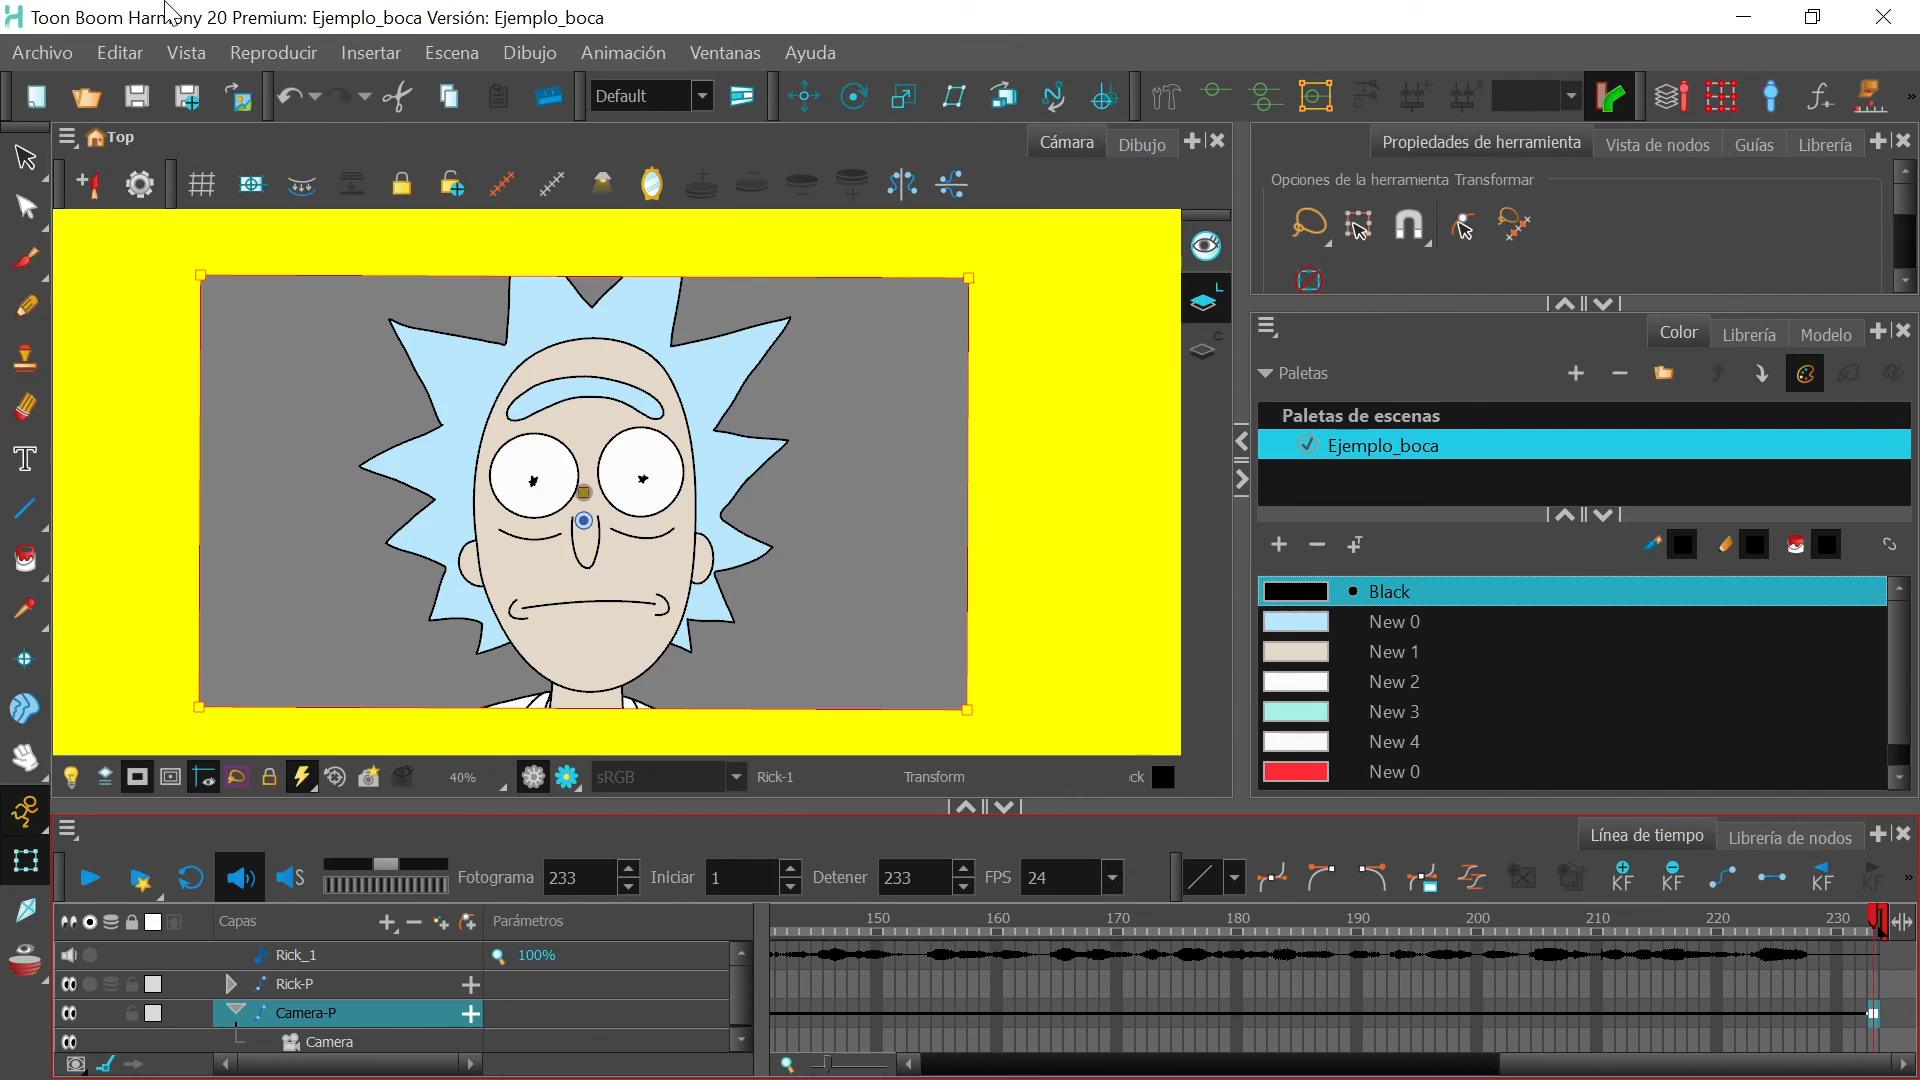 Toon Boom Harmony 20 Premium: Ejemplo_boca Versión: Ejemplo_boca
Archivo Editar Vista Reproducir Insertar Escena Dibujo Animación Ventanas Ayuda
Default
Top
Cámara Dibujo
Propiedades de herramienta Vista de nodos Guías Librería
Opciones de la herramienta Transformar
L
C
Color Librería Modelo
Paletas
Paletas de escenas
Ejemplo_boca
Black
New 0
New 1
New 2
New 3
New 4
New 0
40% sRGB Rick-1 Transform ck
Línea de tiempo Librería de nodos
Fotograma 233 Iniciar 1 Detener 233 FPS 24
KF KF KF KF
Capas Parámetros
150 160 170 180 190 200 210 220 230
Rick_1 100%
Rick-P
Camera-P
Camera